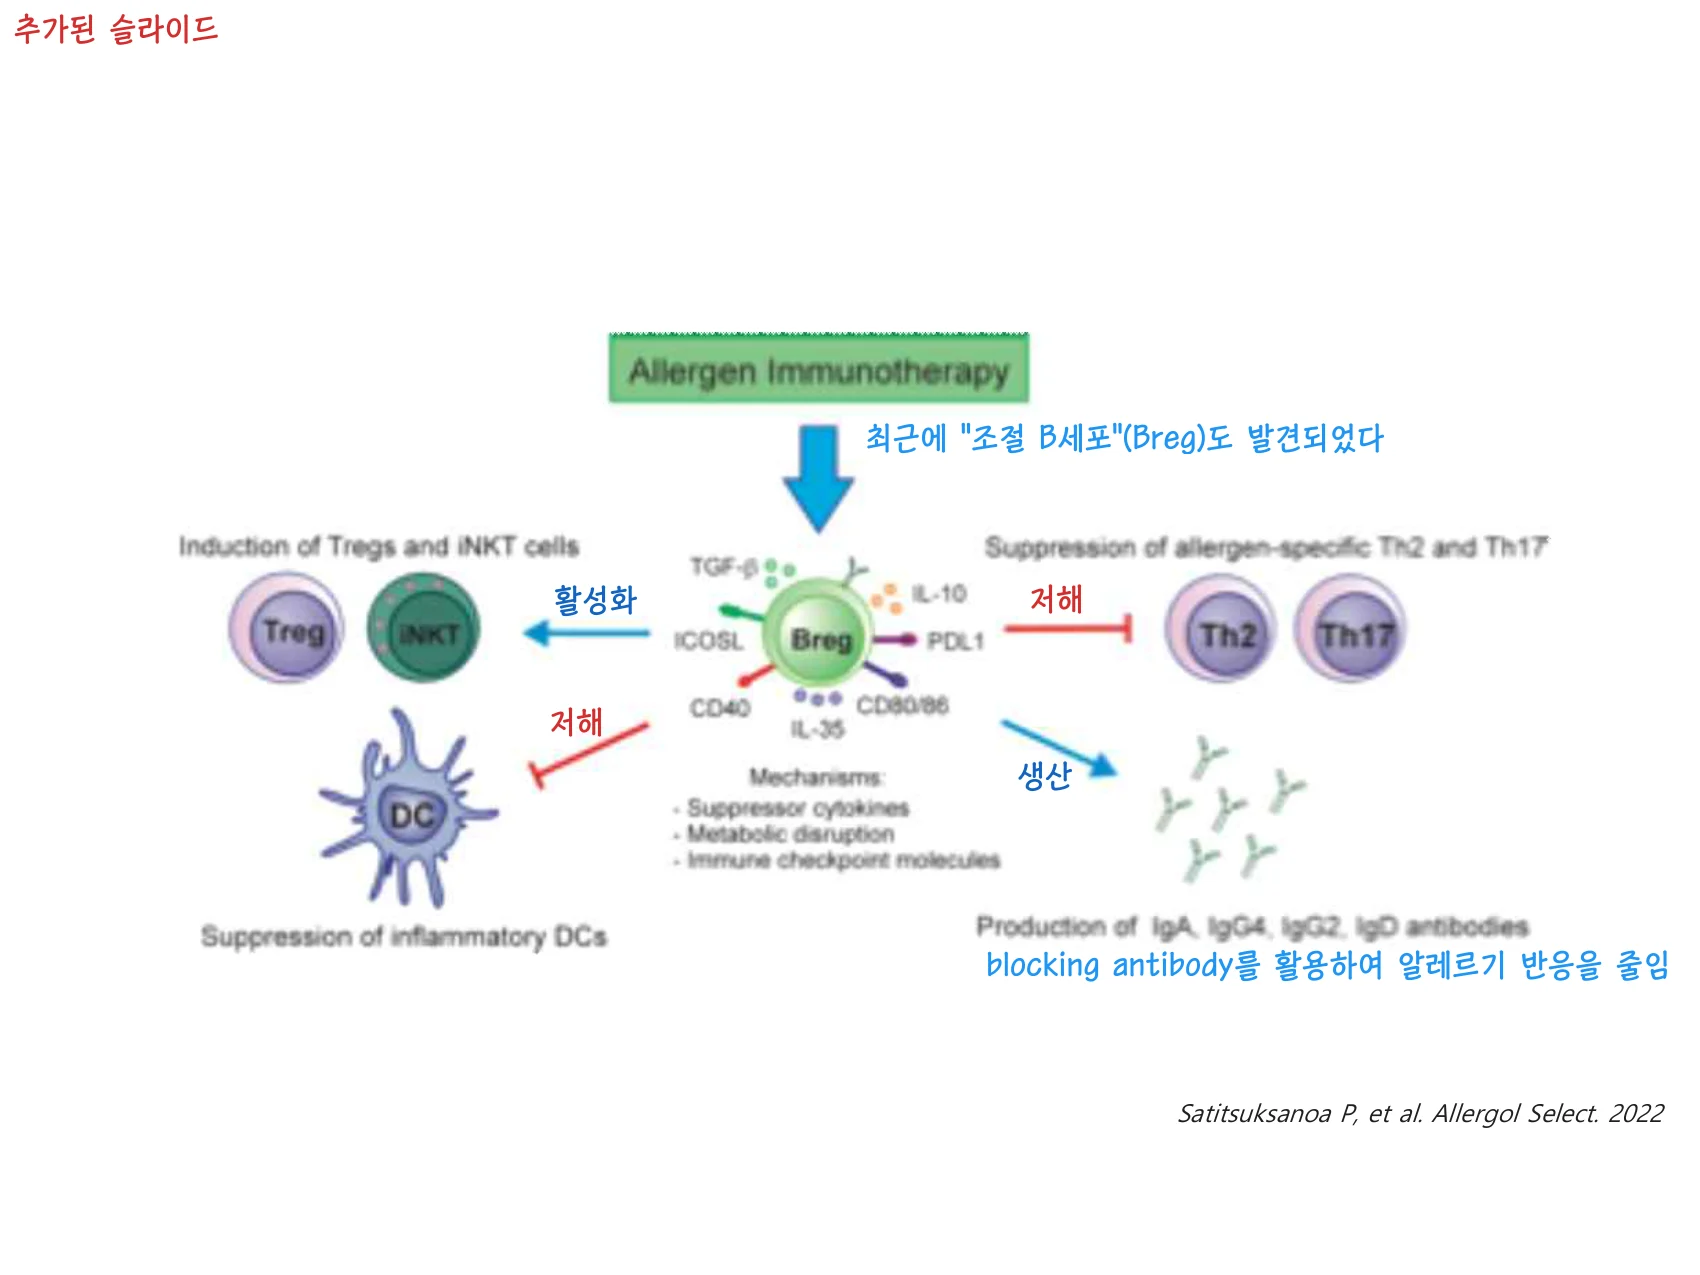 추가된 슬라이드
Allergen Immunotherapy
최근에 "조절 B세포"(Breg)도 발견되었다
Induction of Tregs and iNKT cells
Suppression of allergen-specific Th2 and Th17
TGF-β
IL-10
활성화
저해
Treg
iNKT
ICOSL
Breg
PDL1
Th2
Th17
CD40
CD80/86
IL-35
저해
생산
DC
Mechanisms:
- Suppressor cytokines
- Metabolic disruption
- Immune checkpoint molecules
Suppression of inflammatory DCs
Production of IgA, IgG4, IgG2, IgD antibodies
blocking antibody를 활용하여 알레르기 반응을 줄임
Satitsuksanoa P, et al. Allergol Select. 2022